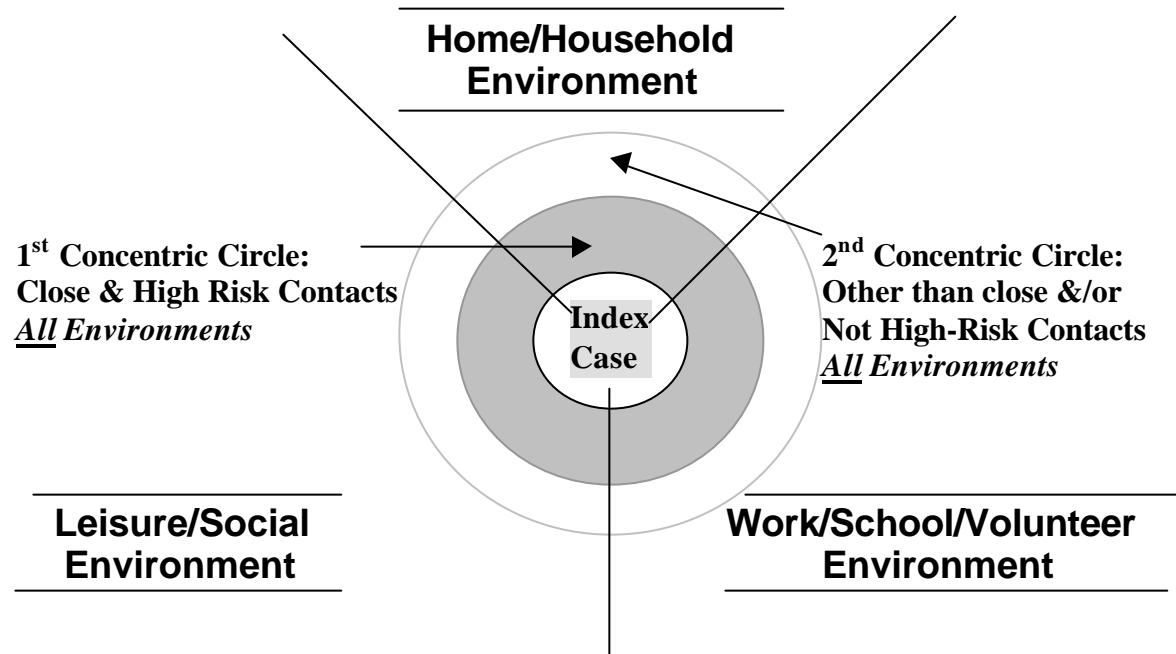 Home/Household
Environment
1st Concentric Circle:
Close & High Risk Contacts
All Environments
2nd Concentric Circle:
Other than close &/or
Not High-Risk Contacts
All Environments
Index
Case
Leisure/Social
Environment
Work/School/Volunteer
Environment